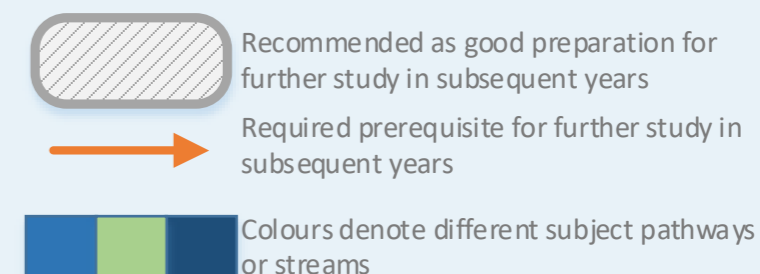 Recommended as good preparation for
further study in subsequent years
Required prerequisite for further study in
subsequent years
Colours denote different subject pathways
or streams